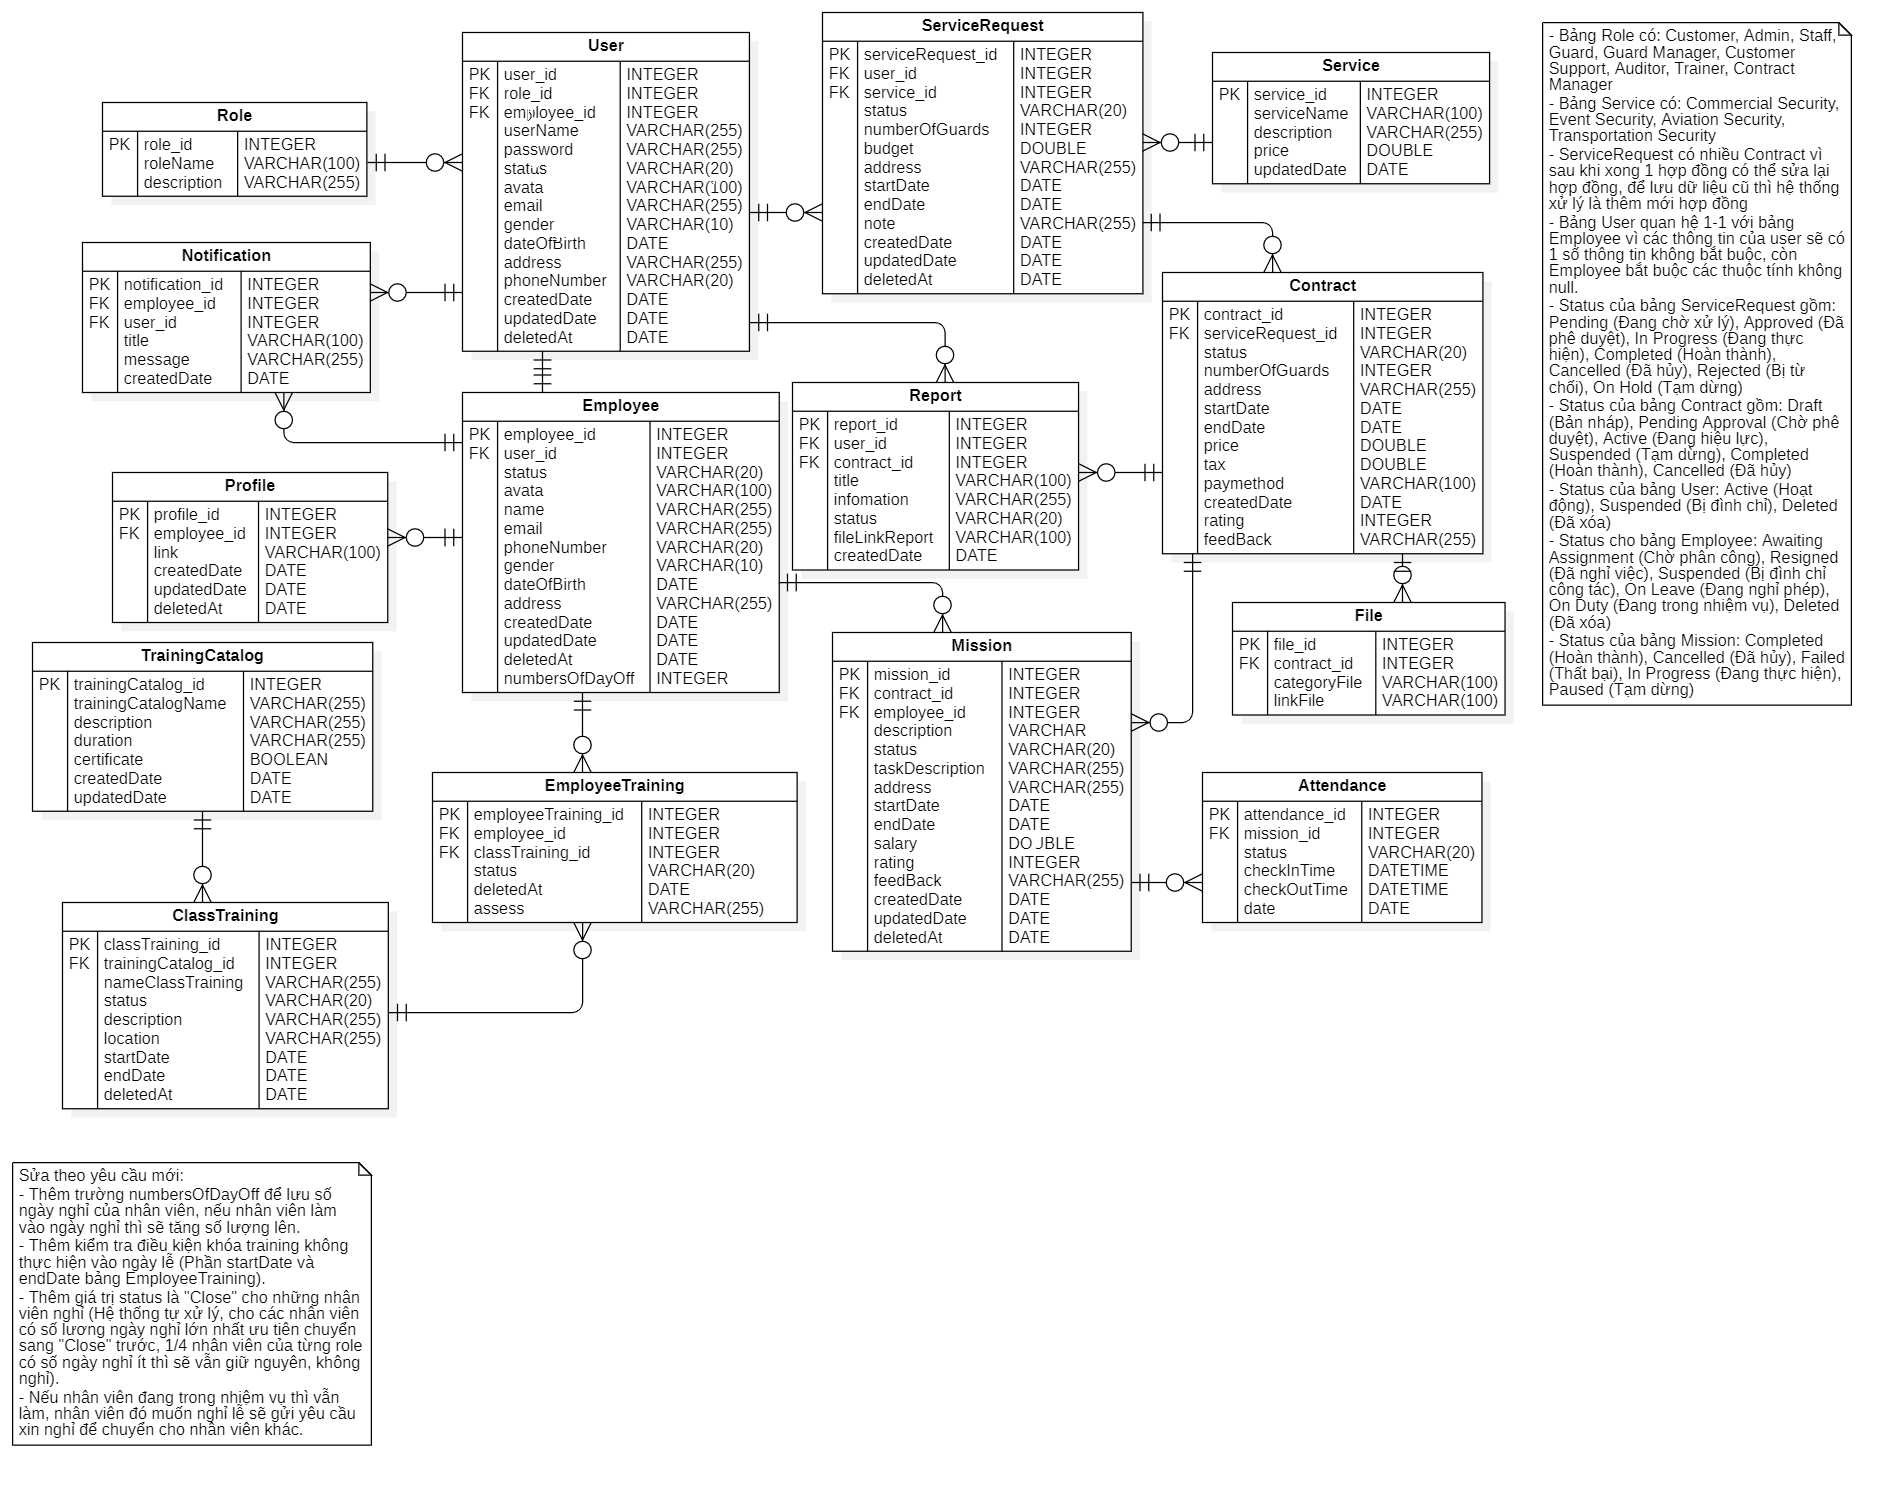 User
PK user_id INTEGER
FK role_id INTEGER
FK employee_id INTEGER
userName VARCHAR(255)
password VARCHAR(255)
status VARCHAR(20)
avata VARCHAR(100)
email VARCHAR(255)
gender VARCHAR(10)
dateOfBirth DATE
address VARCHAR(255)
phoneNumber VARCHAR(20)
createdDate DATE
updatedDate DATE
deletedAt DATE
ServiceRequest
PK serviceRequest_id INTEGER
FK user_id INTEGER
FK service_id INTEGER
status VARCHAR(20)
numberOfGuards INTEGER
budget DOUBLE
address VARCHAR(255)
startDate DATE
endDate DATE
note VARCHAR(255)
createdDate DATE
updatedDate DATE
deletedAt DATE
Service
PK service_id INTEGER
serviceName VARCHAR(100)
description VARCHAR(255)
price DOUBLE
updatedDate DATE
Role
PK role_id INTEGER
roleName VARCHAR(100)
description VARCHAR(255)
Notification
PK notification_id INTEGER
FK employee_id INTEGER
FK user_id INTEGER
title VARCHAR(100)
message VARCHAR(255)
createdDate DATE
Contract
PK contract_id INTEGER
FK serviceRequest_id INTEGER
status VARCHAR(20)
numberOfGuards INTEGER
address VARCHAR(255)
startDate DATE
endDate DATE
price DOUBLE
tax DOUBLE
paymethod VARCHAR(100)
createdDate DATE
rating INTEGER
feedBack VARCHAR(255)
Employee
PK employee_id INTEGER
FK user_id INTEGER
status VARCHAR(20)
avata VARCHAR(100)
name VARCHAR(255)
email VARCHAR(255)
phoneNumber VARCHAR(20)
gender VARCHAR(10)
dateOfBirth DATE
address VARCHAR(255)
createdDate DATE
updatedDate DATE
deletedAt DATE
numbersOfDayOff INTEGER
Report
PK report_id INTEGER
FK user_id INTEGER
FK contract_id INTEGER
title VARCHAR(100)
infomation VARCHAR(255)
status VARCHAR(20)
fileLinkReport VARCHAR(100)
createdDate DATE
Profile
PK profile_id INTEGER
FK employee_id INTEGER
link VARCHAR(100)
createdDate DATE
updatedDate DATE
deletedAt DATE
File
PK file_id INTEGER
FK contract_id INTEGER
categoryFile VARCHAR(100)
linkFile VARCHAR(100)
TrainingCatalog
PK trainingCatalog_id INTEGER
trainingCatalogName VARCHAR(255)
description VARCHAR(255)
duration VARCHAR(255)
certificate BOOLEAN
createdDate DATE
updatedDate DATE
Mission
PK mission_id INTEGER
FK contract_id INTEGER
FK employee_id INTEGER
description VARCHAR
status VARCHAR(20)
taskDescription VARCHAR(255)
address VARCHAR(255)
startDate DATE
endDate DATE
salary DOUBLE
rating INTEGER
feedBack VARCHAR(255)
createdDate DATE
updatedDate DATE
deletedAt DATE
EmployeeTraining
PK employeeTraining_id INTEGER
FK employee_id INTEGER
FK classTraining_id INTEGER
status VARCHAR(20)
deletedAt DATE
assess VARCHAR(255)
Attendance
PK attendance_id INTEGER
FK mission_id INTEGER
status VARCHAR(20)
checkInTime DATETIME
checkOutTime DATETIME
date DATE
ClassTraining
PK classTraining_id INTEGER
FK trainingCatalog_id INTEGER
nameClassTraining VARCHAR(255)
status VARCHAR(20)
description VARCHAR(255)
location VARCHAR(255)
startDate DATE
endDate DATE
deletedAt DATE
- Bảng Role có: Customer, Admin, Staff,
Guard, Guard Manager, Customer
Support, Auditor, Trainer, Contract
Manager
- Bảng Service có: Commercial Security,
Event Security, Aviation Security,
Transportation Security
- ServiceRequest có nhiều Contract vì
sau khi xong 1 hợp đồng có thể sửa lại
hợp đồng, để lưu dữ liệu cũ thì hệ thống
xử lý là thêm mới hợp đồng
- Bảng User quan hệ 1-1 với bảng
Employee vì các thông tin của user sẽ có
1 số thông tin không bắt buộc, còn
Employee bắt buộc các thuộc tính không
null.
- Status của bảng ServiceRequest gồm:
Pending (Đang chờ xử lý), Approved (Đã
phê duyệt), In Progress (Đang thực
hiện), Completed (Hoàn thành),
Cancelled (Đã hủy), Rejected (Bị từ
chối), On Hold (Tạm dừng)
- Status của bảng Contract gồm: Draft
(Bản nháp), Pending Approval (Chờ phê
duyệt), Active (Đang hiệu lực),
Suspended (Tạm dừng), Completed
(Hoàn thành), Cancelled (Đã hủy)
- Status của bảng User: Active (Hoạt
động), Suspended (Bị đình chỉ), Deleted
(Đã xóa)
- Status cho bảng Employee: Awaiting
Assignment (Chờ phân công), Resigned
(Đã nghỉ việc), Suspended (Bị đình chỉ
công tác), On Leave (Đang nghỉ phép),
On Duty (Đang trong nhiệm vụ), Deleted
(Đã xóa)
- Status của bảng Mission: Completed
(Hoàn thành), Cancelled (Đã hủy), Failed
(Thất bại), In Progress (Đang thực hiện),
Paused (Tạm dừng)
Sửa theo yêu cầu mới:
- Thêm trường numbersOfDayOff để lưu số
ngày nghỉ của nhân viên, nếu nhân viên làm
vào ngày nghỉ thì sẽ tăng số lượng lên.
- Thêm kiểm tra điều kiện khóa training không
thực hiện vào ngày lễ (Phần startDate và
endDate bảng EmployeeTraining).
- Thêm giá trị status là "Close" cho những nhân
viên nghỉ (Hệ thống tự xử lý, cho các nhân viên
có số lương ngày nghỉ lớn nhất ưu tiên chuyển
sang "Close" trước, 1/4 nhân viên của từng role
có số ngày nghỉ ít thì sẽ vẫn giữ nguyên, không
nghỉ).
- Nếu nhân viên đang trong nhiệm vụ thì vẫn
làm, nhân viên đó muốn nghỉ lễ sẽ gửi yêu cầu
xin nghỉ để chuyển cho nhân viên khác.